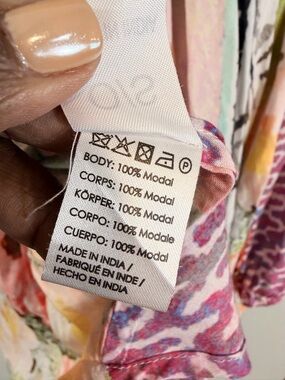 S/O
Ⓟ
BODY: 100% Modal
CORPS: 100% Modal
KÖRPER: 100% Modal
CORPO: 100% Modale
CUERPO: 100% Modal
MADE IN INDIA/
FABRIQUÉ EN INDE/
HECHO EN INDIA